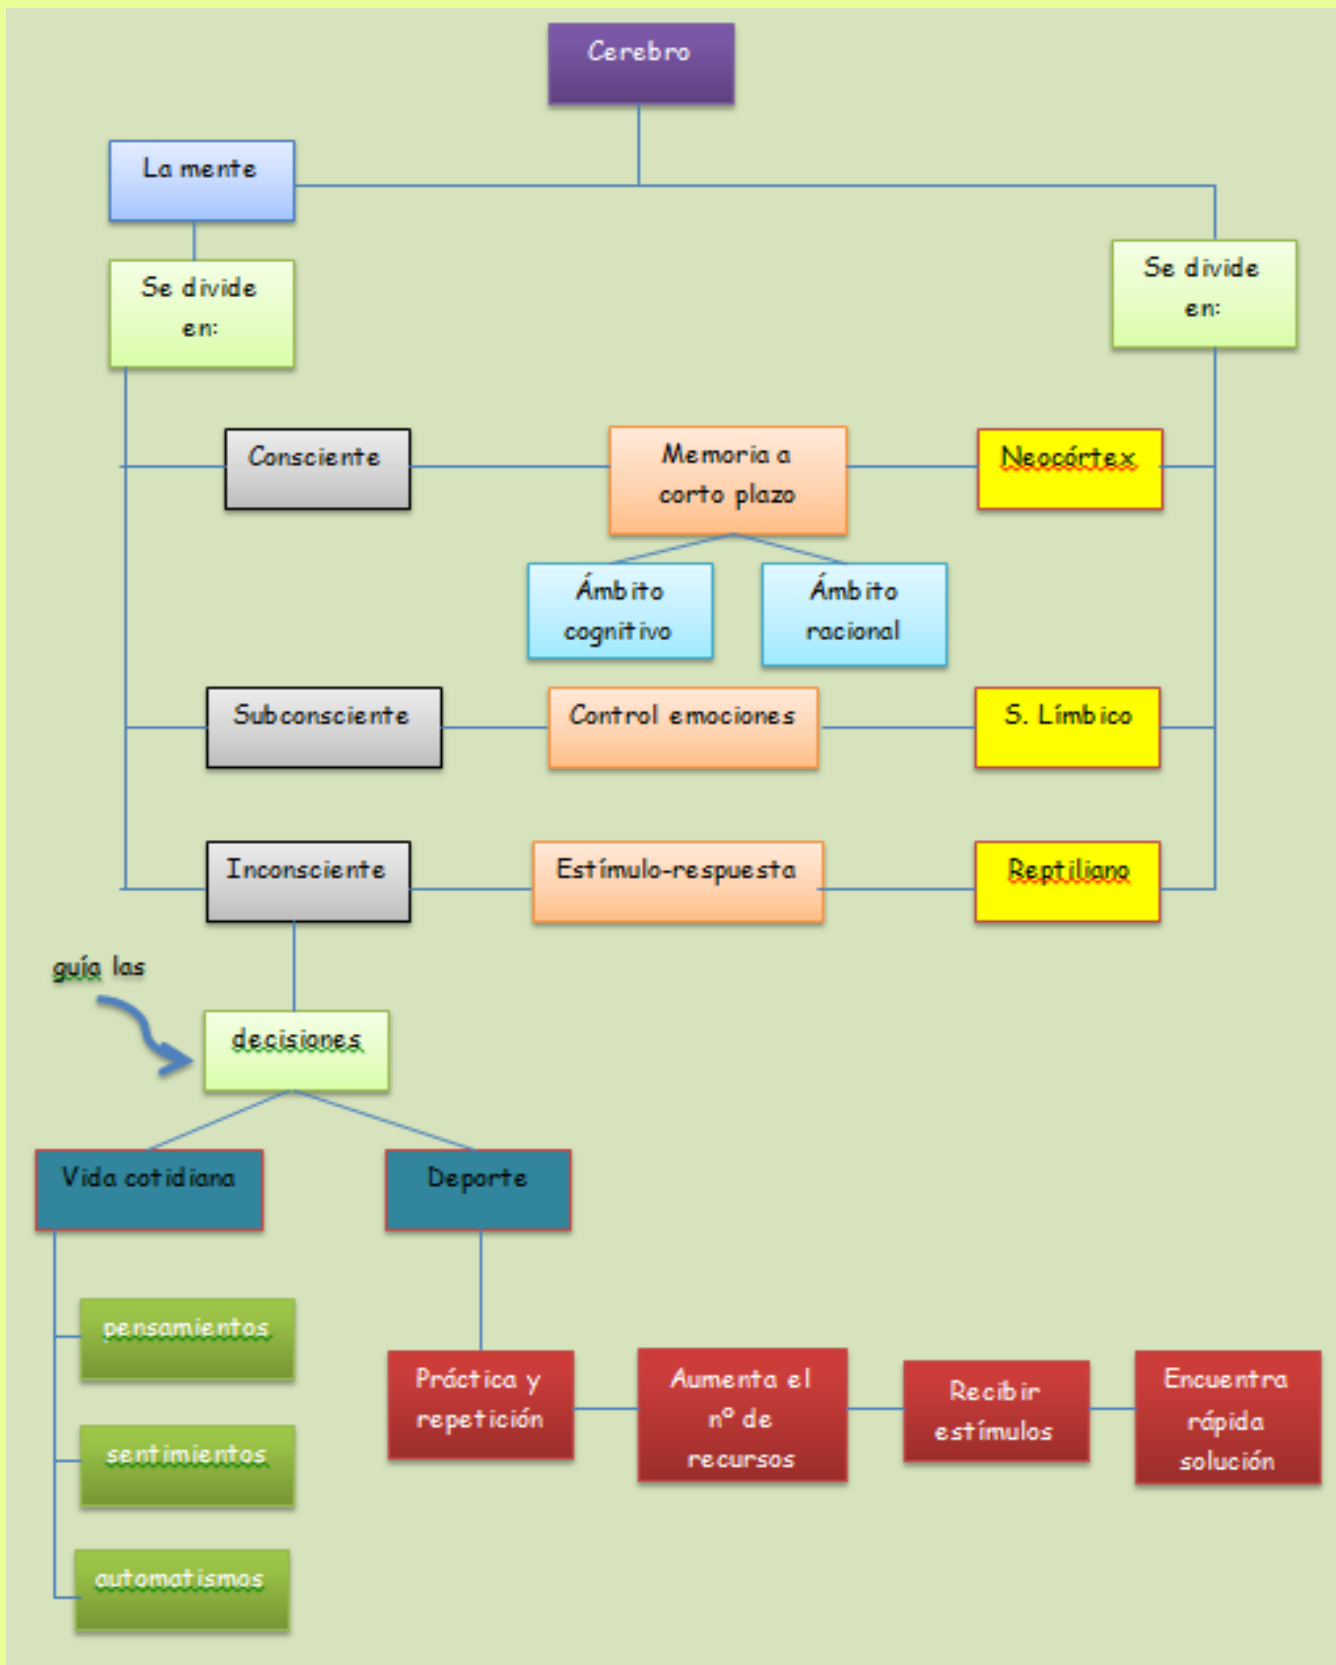 Cerebro
La mente
Se divide
en:
Se divide
en:
Consciente
Memoria a
corto plazo
Neocórtex
Ámbito
cognitivo
Ámbito
racional
Subconsciente
Control emociones
S. Límbico
Inconsciente
Estímulo-respuesta
Reptiliano
guía las
decisiones
Vida cotidiana
Deporte
pensamientos
sentimientos
automatismos
Práctica y
repetición
Aumenta el
nº de
recursos
Recibir
estímulos
Encuentra
rápida
solución